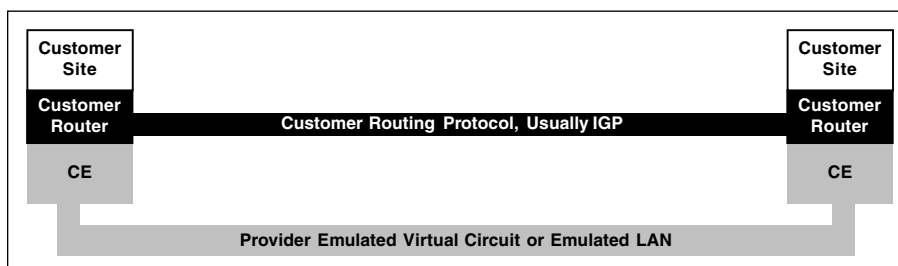 Customer
Site
Customer
Site
Customer
Router
Customer Routing Protocol, Usually IGP
Customer
Router
CE
CE
Provider Emulated Virtual Circuit or Emulated LAN